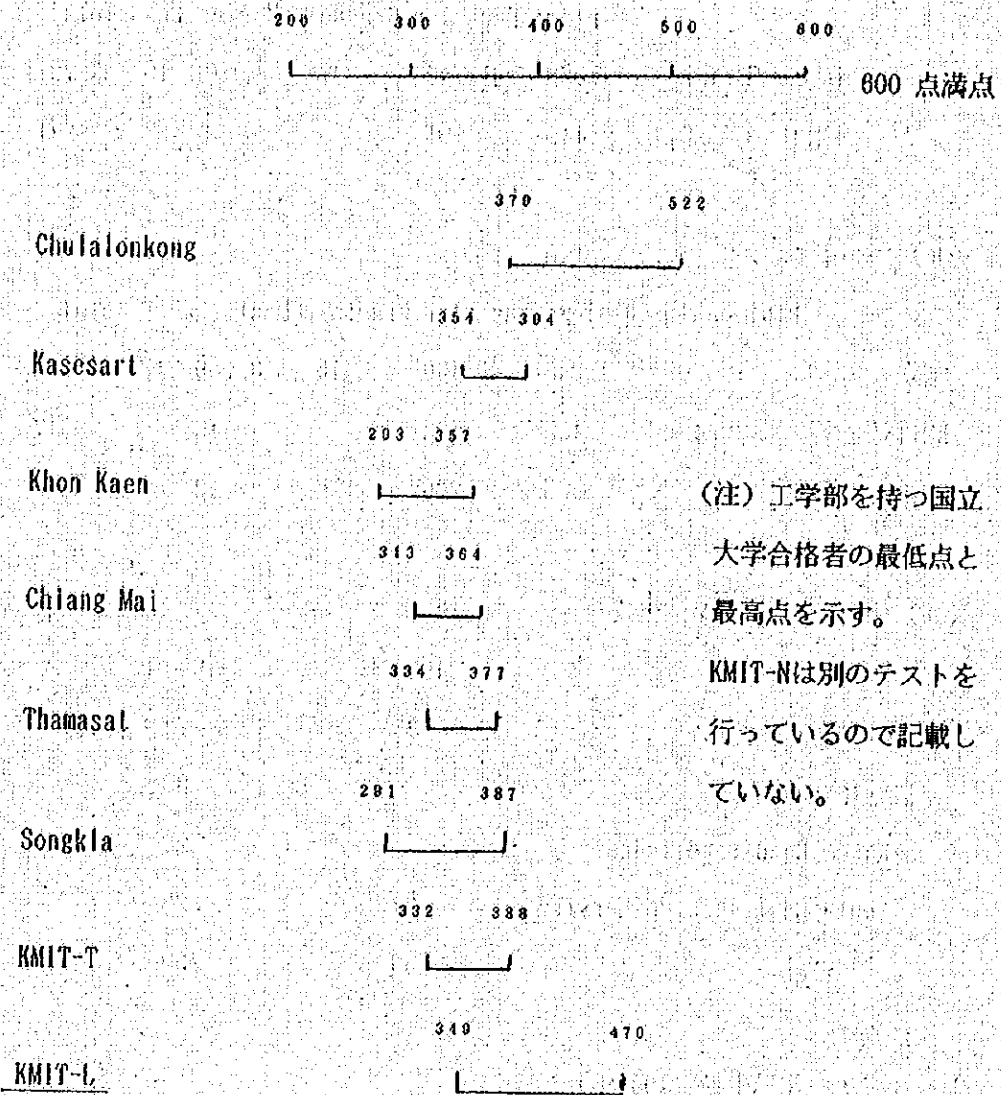 200 300 400 500 600
600 点満点
370 522
Chulalonkong
354 394
Kasesart
293 357
Khon Kaen
(注) 工学部を持つ国立
大学合格者の最低点と
313 364
Chiang Mai
最高点を示す。
334 377
KMIT-Nは別のテストを
Thamasat
行っているので記載し
291 387
ていない。
Songkla
332 388
KMIT-T
349 470
KMIT-L